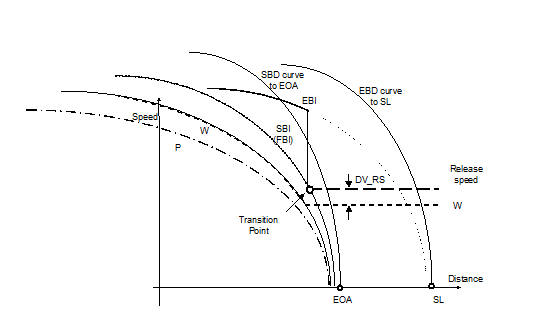 SBD curve
to EOA
EBD curve
to SL
EBI
Speed
W
SBI
(FBI)
P
DV_RS
Release
speed
W
Transition
Point
Distance
EOA
SL